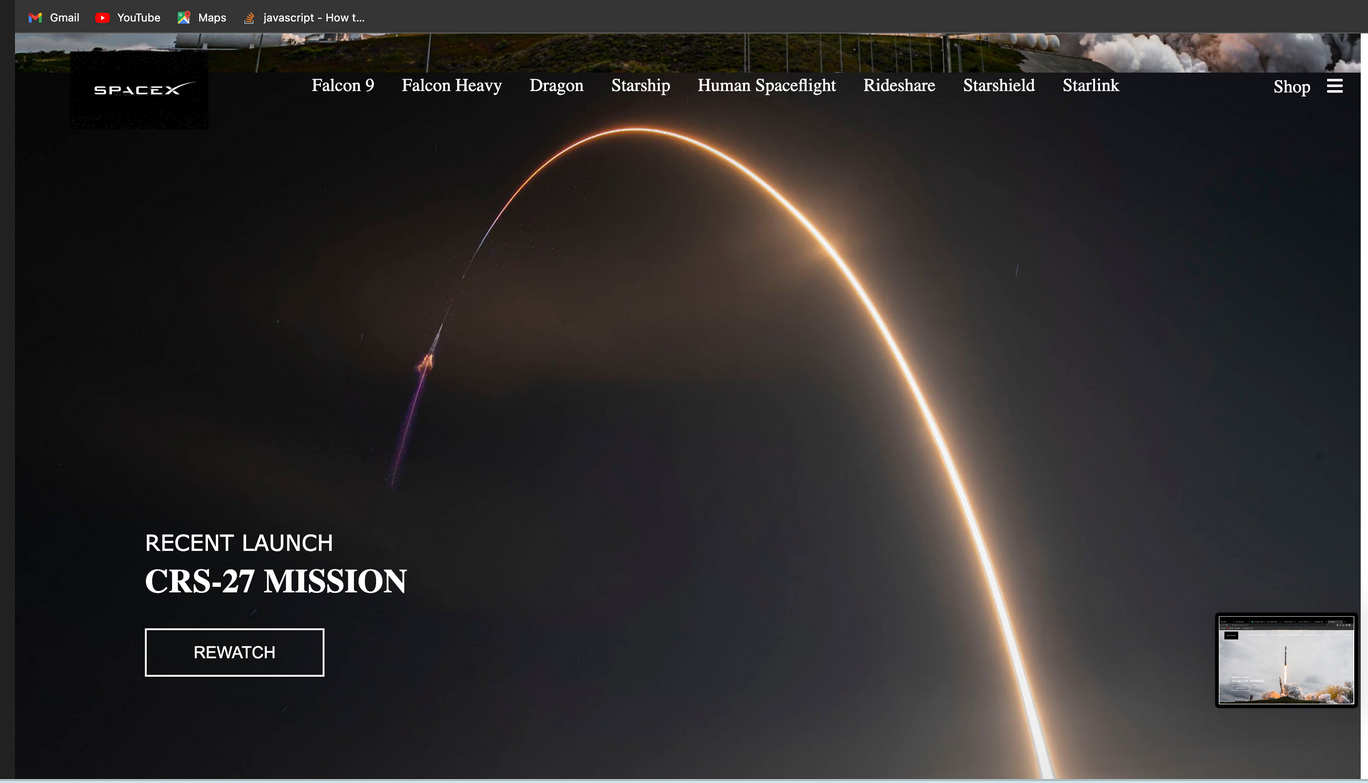 Gmail YouTube Maps javascript - How t...
SPACEX
Falcon 9 Falcon Heavy Dragon Starship Human Spaceflight Rideshare Starshield Starlink Shop
RECENT LAUNCH
CRS-27 MISSION
REWATCH